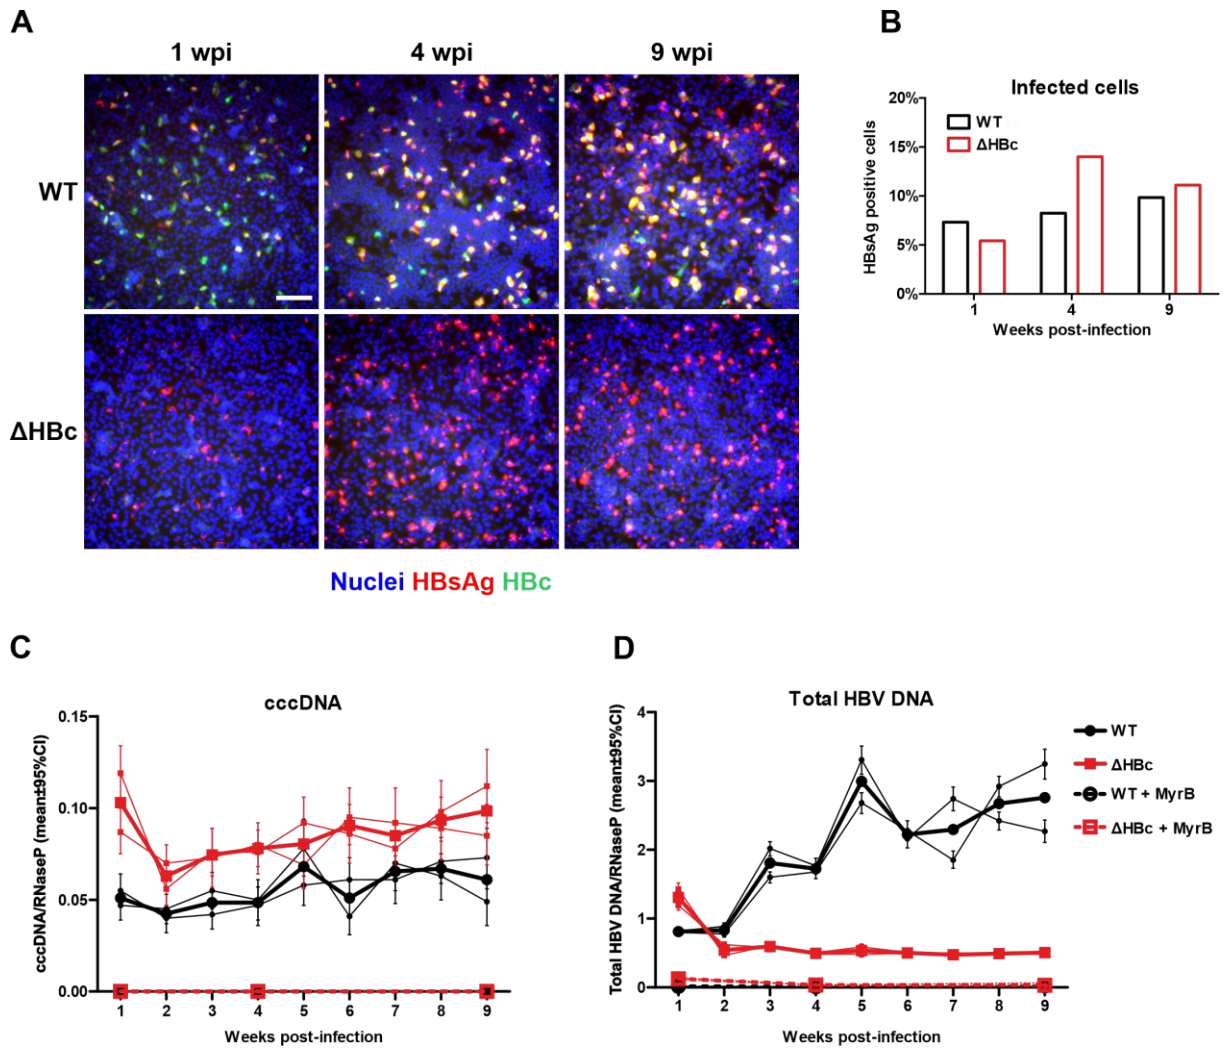 A
1 wpi 4 wpi 9 wpi
WT
ΔHBc
Nuclei HBsAg HBc
B
Infected cells
HBsAg positive cells
20%
15%
10%
5%
0%
WT
ΔHBc
1 4 9
Weeks post-infection
C
cccDNA
cccDNA/RNaseP (mean±95%CI)
0.15
0.10
0.05
0.00
1 2 3 4 5 6 7 8 9
Weeks post-infection
D
Total HBV DNA
Total HBV DNA/RNaseP (mean±95%CI)
4
3
2
1
0
1 2 3 4 5 6 7 8 9
Weeks post-infection
WT
ΔHBc
WT + MyrB
ΔHBc + MyrB